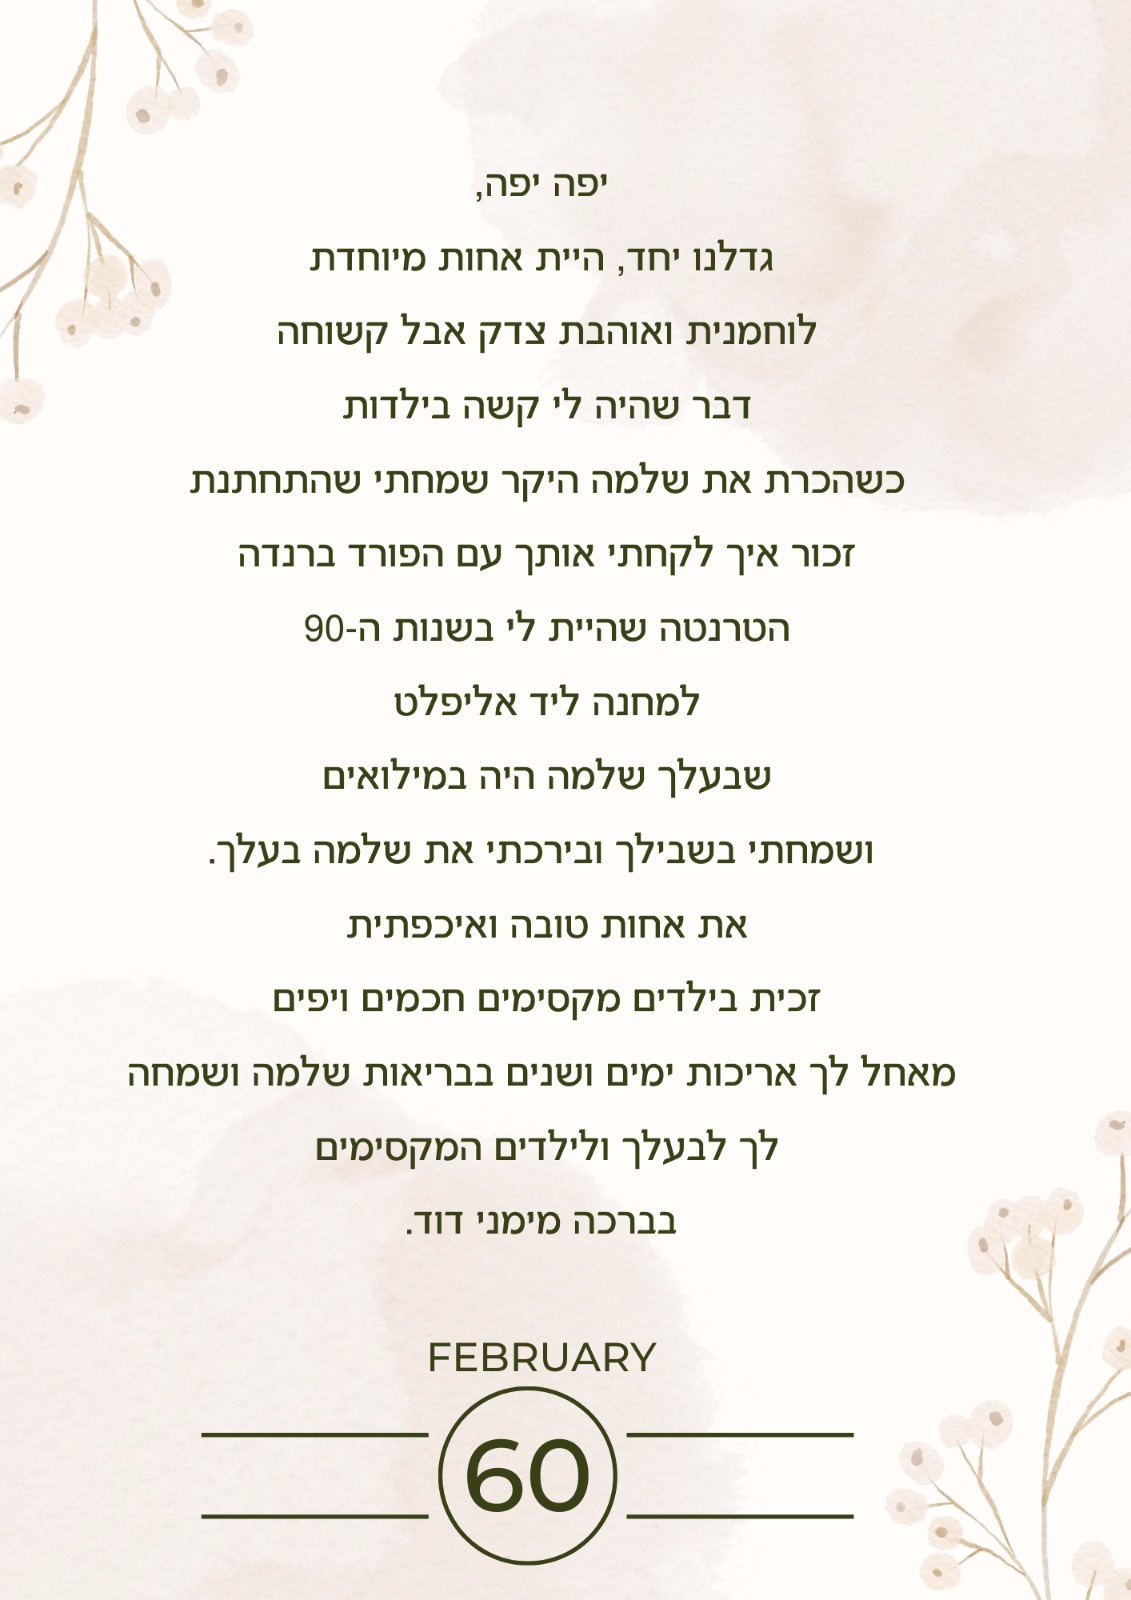 יפה יפה,
גדלנו יחד, היית אחות מיוחדת
לוחמנית ואוהבת צדק אבל קשוחה
דבר שהיה לי קשה בילדות
כשהכרת את שלמה היקר שמחתי שהתחתנת
זכור איך לקחתי אותך עם הפורד ברנדה
הטרנטה שהיית לי בשנות ה-90
למחנה ליד אליפלט
שבעלך שלמה היה במילואים
ושמחתי בשבילך ובירכתי את שלמה בעלך.
את אחות טובה ואיכפתית
זכית בילדים מקסימים חכמים ויפים
מאחל לך אריכות ימים ושנים בבריאות שלמה ושמחה
לך לבעלך ולילדים המקסימים
בברכה מימני דוד.
FEBRUARY
60